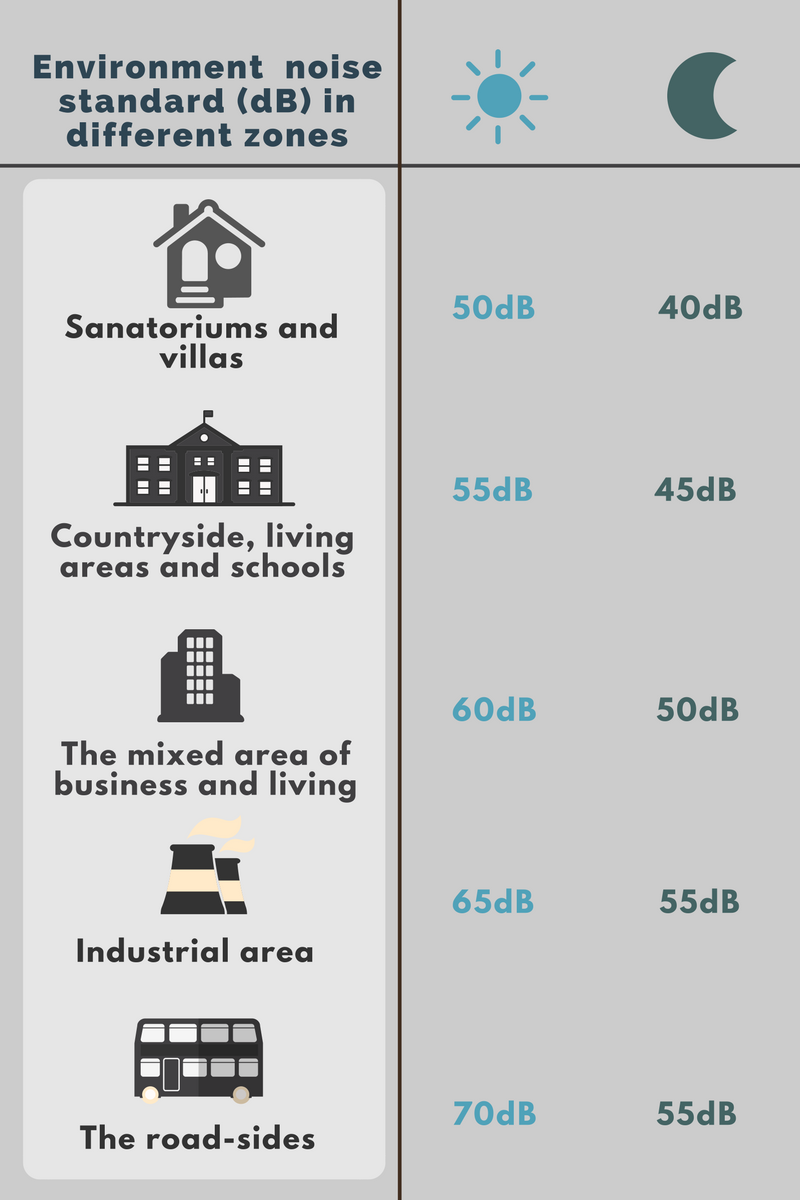 Environment noise
standard (dB) in
different zones
Sanatoriums and
villas
50dB
40dB
Countryside, living
areas and schools
55dB
45dB
The mixed area of
business and living
60dB
50dB
Industrial area
65dB
55dB
The road-sides
70dB
55dB